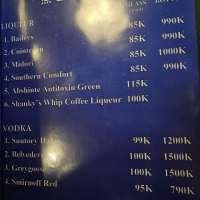 GLASS BOTTLE
LIQUEUR
1. Baileys 85K 990K
2. Cointreau 85K 990K
3. Midori 85K 1000K
4. Southern Comfort 85K 990K
5. Abshinte Antitoxin Green 115K
6. Shanky's Whip Coffee Liqueur 100K
VODKA
1. Suntory 99K 1200K
2. Belvedere 100K 1500K
3. Greygoose 100K 1500K
4. Smirnoff Red 95K 790K